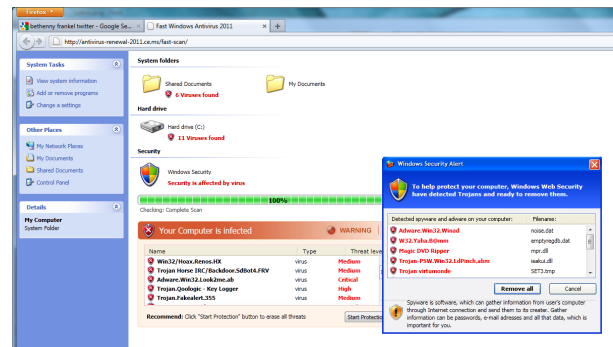 Firefox
bethenny frankel twitter - Google Se...
Fast Windows Antivirus 2011
http://antivirus-renewal-2011.ce.ms/fast-scan/
System Tasks
View system information
Add or remove programs
Change a settings
Other Places
My Network Places
My Documents
Shared Documents
Control Panel
Details
My Computer
System Folder
System folders
Shared Documents
6 Viruses found
My Documents
Hard drive
Hard drive (C:)
11 Viruses found
Security
Windows Security
Security is affected by virus
100%
Checking: Complete Scan
Your Computer is infected
WARNING
Name Type Threat leve
Win32/Hoax.Renos.HX virus Medium
Trojan Horse IRC/Backdoor.SdBot4.FRV virus Medium
Adware.Win32.Look2me.ab virus Critical
Trojan.Qoologic - Key Logger virus High
Trojan.Fakealert.355 virus Medium
Recommend: Click "Start Protection" button to erase all threats
Start Protectio
Windows Security Alert
To help protect your computer, Windows Web Security
have detected Trojans and ready to remove them.
Detected spyware and adware on your computer: Filenames:
Adware.Win32.Winad noise.dat
W32.Yaha.B@mm emptyregdb.dat
Magic DVD Ripper mpr.dll
Trojan-PSW.Win32.LdPinch.abm
Trojan virtumonde SET3.tmp
Remove all
Cancel
Spyware is software, which can gather information from user's computer
through Internet connection and send them to its creator. Gather
information can be passwords, e-mail adresses and all that data, which is
important for you.